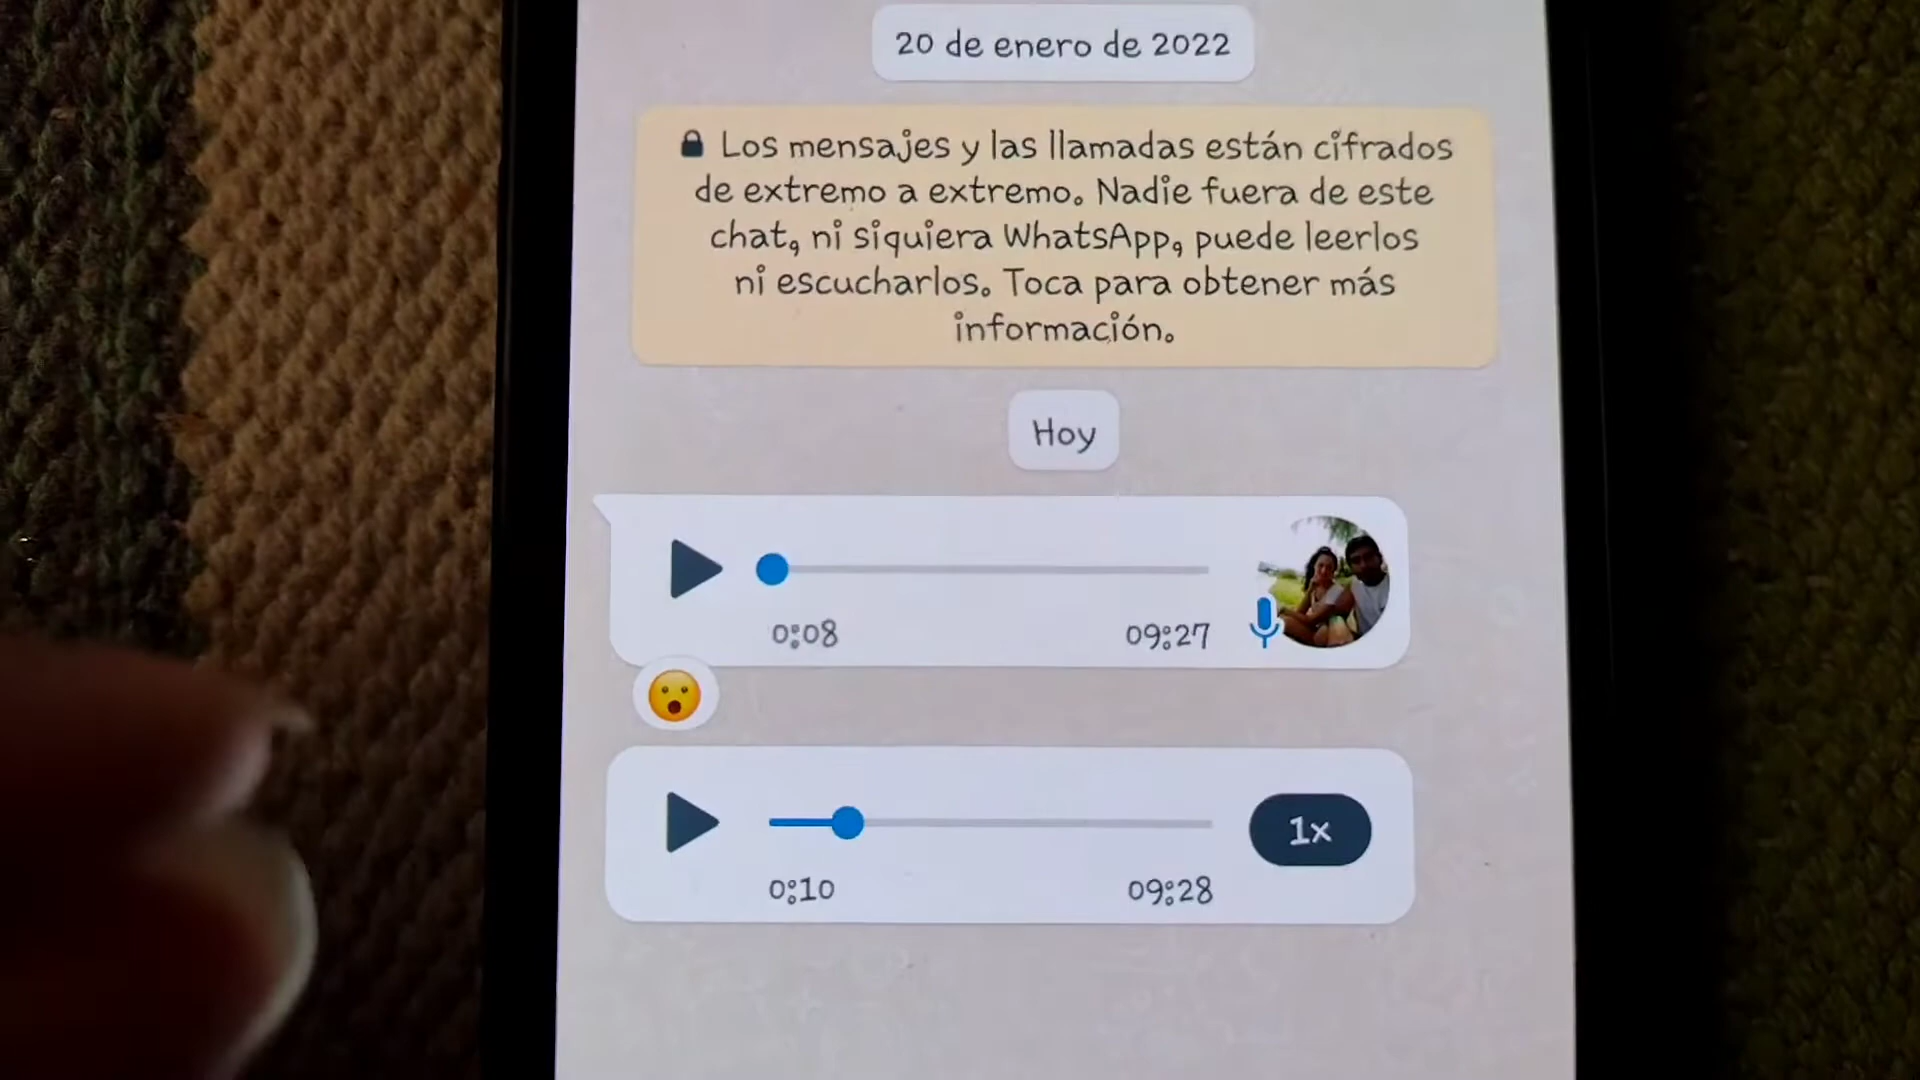 20 de enero de 2022
Los mensajes y las llamadas están cifrados
de extremo a extremo. Nadie fuera de este
chat, ni siquiera WhatsApp, puede leerlos
ni escucharlos. Toca para obtener más
información.
Hoy
0:08 09:27
1x
0:10 09:28